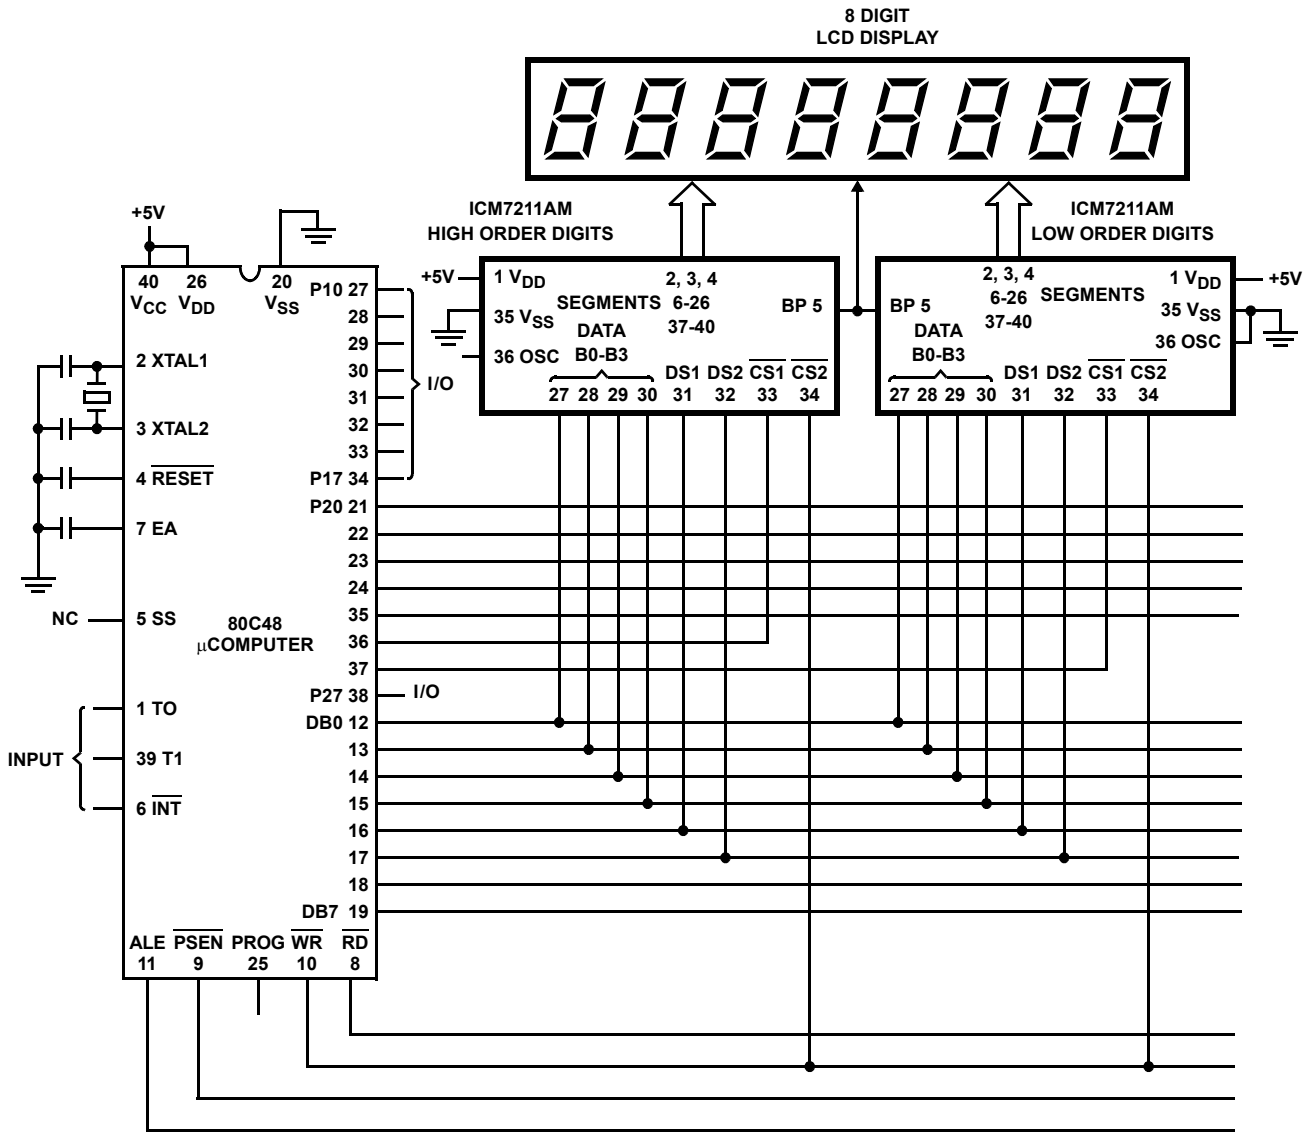 8 DIGIT
LCD DISPLAY
ICM7211AM
HIGH ORDER DIGITS
ICM7211AM
LOW ORDER DIGITS
+5V
1 VDD
35 VSS
36 OSC
SEGMENTS
2, 3, 4
6-26
37-40
BP 5
DATA
B0-B3
DS1 DS2 CS1 CS2
27 28 29 30 31 32 33 34
BP 5
2, 3, 4
6-26
37-40
SEGMENTS
1 VDD
+5V
35 VSS
36 OSC
DATA
B0-B3
DS1 DS2 CS1 CS2
27 28 29 30 31 32 33 34
+5V
40
VCC
26
VDD
20
VSS
2 XTAL1
3 XTAL2
4 RESET
7 EA
NC
5 SS
80C48
μCOMPUTER
INPUT
1 TO
39 T1
6 INT
P10 27
28
29
30
31
32
33
P17 34
I/O
P20 21
22
23
24
35
36
37
P27 38
I/O
DB0 12
13
14
15
16
17
18
DB7 19
ALE PSEN PROG WR RD
11 9 25 10 8